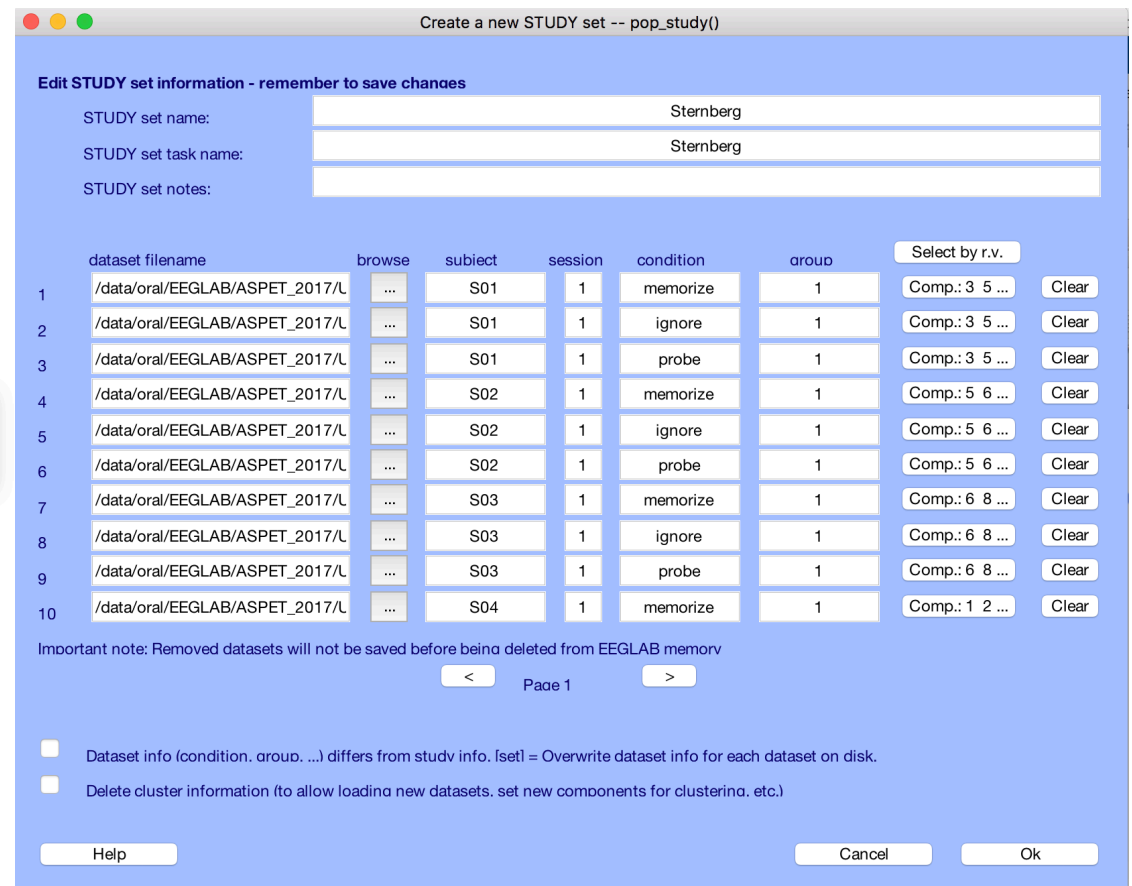 Create a new STUDY set -- pop_study()
Edit STUDY set information - remember to save changes
STUDY set name: Sternberg
STUDY set task name: Sternberg
STUDY set notes:
Select by r.v.
dataset filename browse subject session condition group
1 /data/oral/EEGLAB/ASPET_2017/U ... S01 1 memorize 1 Comp.: 3 5 ... Clear
2 /data/oral/EEGLAB/ASPET_2017/U ... S01 1 ignore 1 Comp.: 3 5 ... Clear
3 /data/oral/EEGLAB/ASPET_2017/U ... S01 1 probe 1 Comp.: 3 5 ... Clear
4 /data/oral/EEGLAB/ASPET_2017/U ... S02 1 memorize 1 Comp.: 5 6 ... Clear
5 /data/oral/EEGLAB/ASPET_2017/U ... S02 1 ignore 1 Comp.: 5 6 ... Clear
6 /data/oral/EEGLAB/ASPET_2017/U ... S02 1 probe 1 Comp.: 5 6 ... Clear
7 /data/oral/EEGLAB/ASPET_2017/U ... S03 1 memorize 1 Comp.: 6 8 ... Clear
8 /data/oral/EEGLAB/ASPET_2017/U ... S03 1 ignore 1 Comp.: 6 8 ... Clear
9 /data/oral/EEGLAB/ASPET_2017/U ... S03 1 probe 1 Comp.: 6 8 ... Clear
10 /data/oral/EEGLAB/ASPET_2017/U ... S04 1 memorize 1 Comp.: 1 2 ... Clear
Important note: Removed datasets will not be saved before being deleted from EEGLAB memory
< Page 1 >
Dataset info (condition, group, ...) differs from study info. [set] = Overwrite dataset info for each dataset on disk.
Delete cluster information (to allow loading new datasets, set new components for clustering, etc.)
Help Cancel Ok